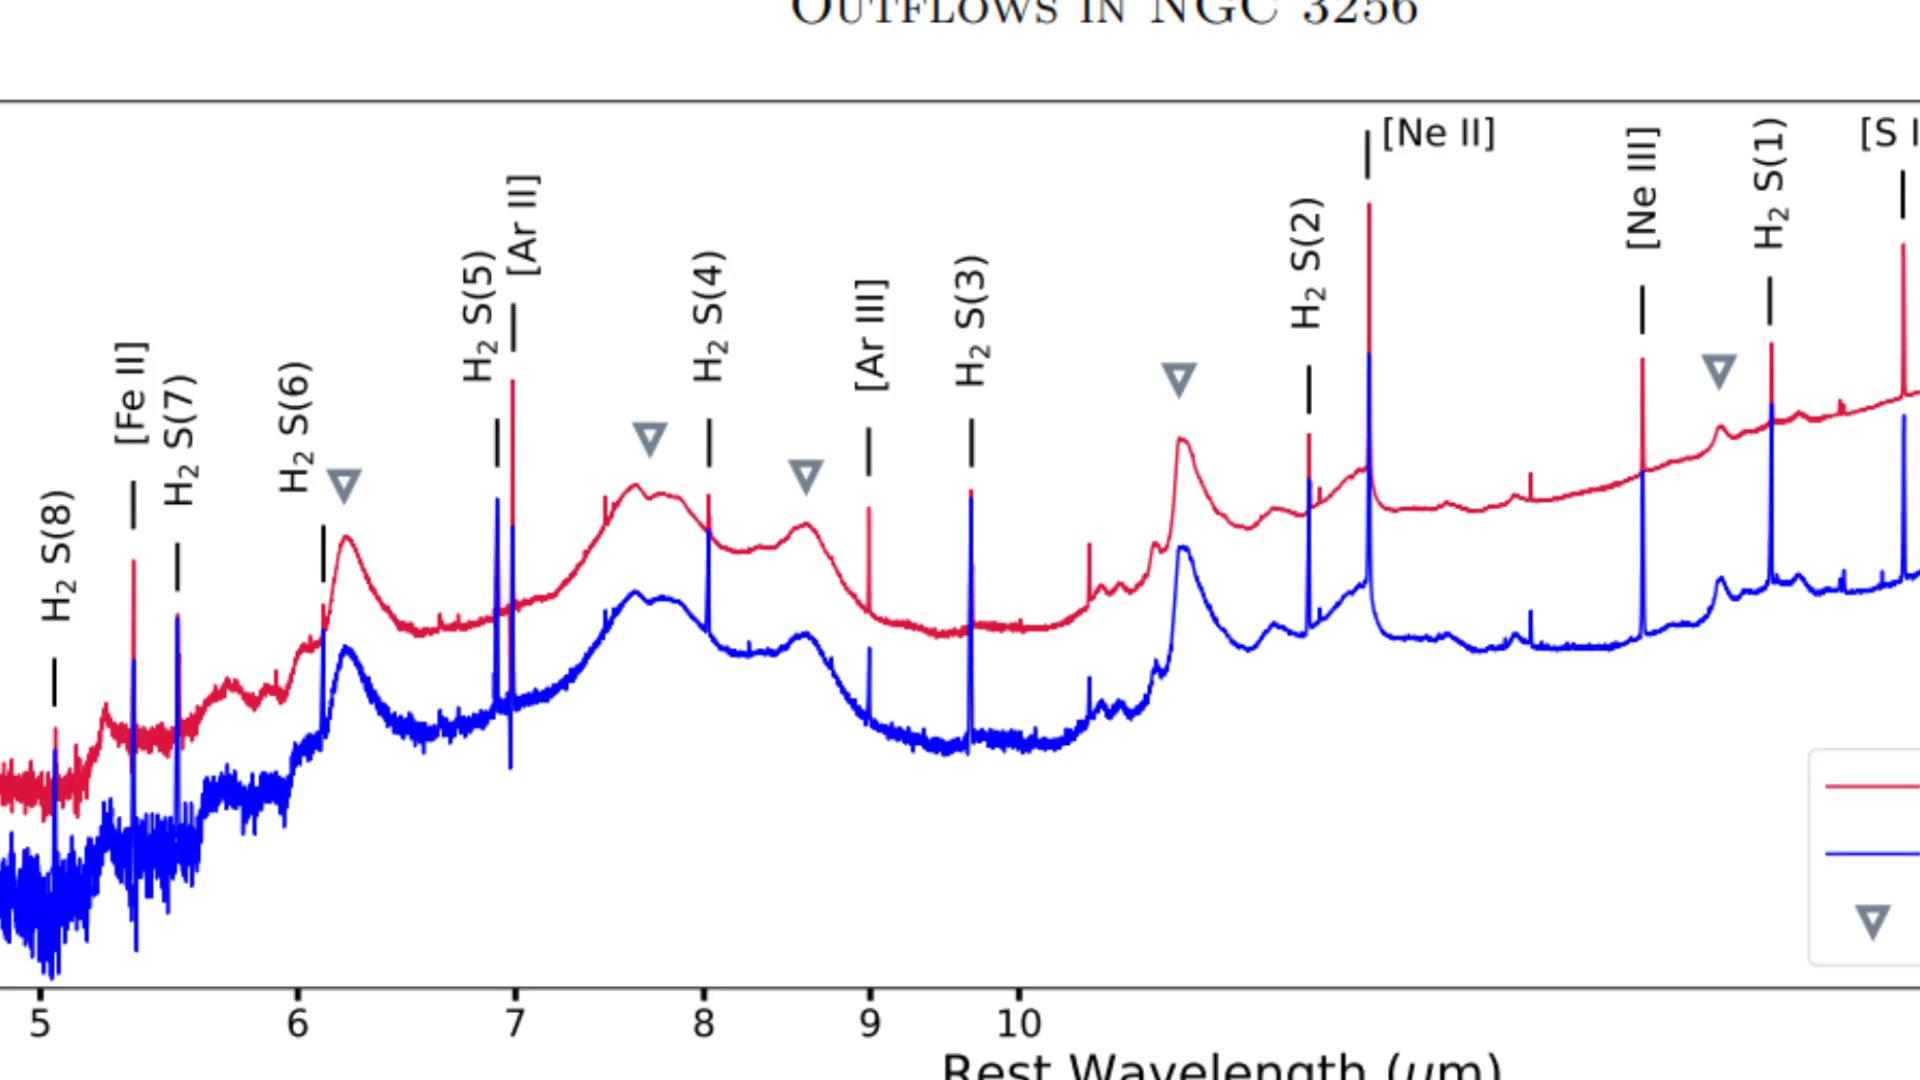 OUTFLOWS IN NGC 3256
[Ne II]
[S I
[Ne III]
H2 S(1)
[Ar II]
H2 S(2)
H2 S(5)
H2 S(4)
[Ar III]
H2 S(3)
[Fe II]
H2 S(7)
H2 S(6)
H2 S(8)
5 6 7 8 9 10
Rest Wavelength (μm)